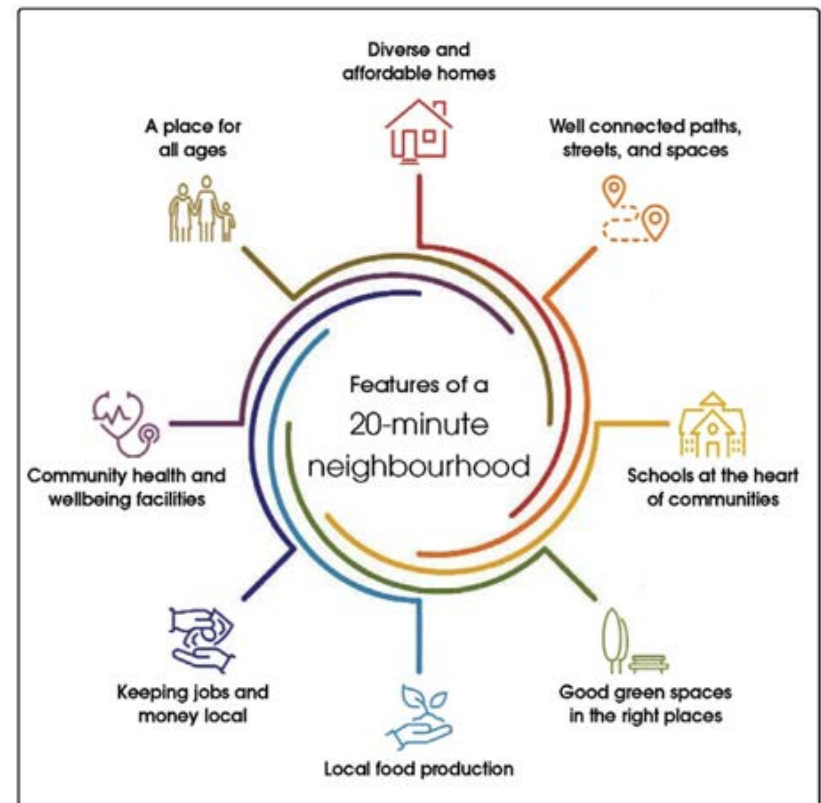 Diverse and
affordable homes
Well connected paths,
streets, and spaces
Schools at the heart
of communities
Good green spaces
in the right places
Local food production
Keeping jobs and
money local
Community health and
wellbeing facilities
A place for
all ages
Features of a
20-minute
neighbourhood